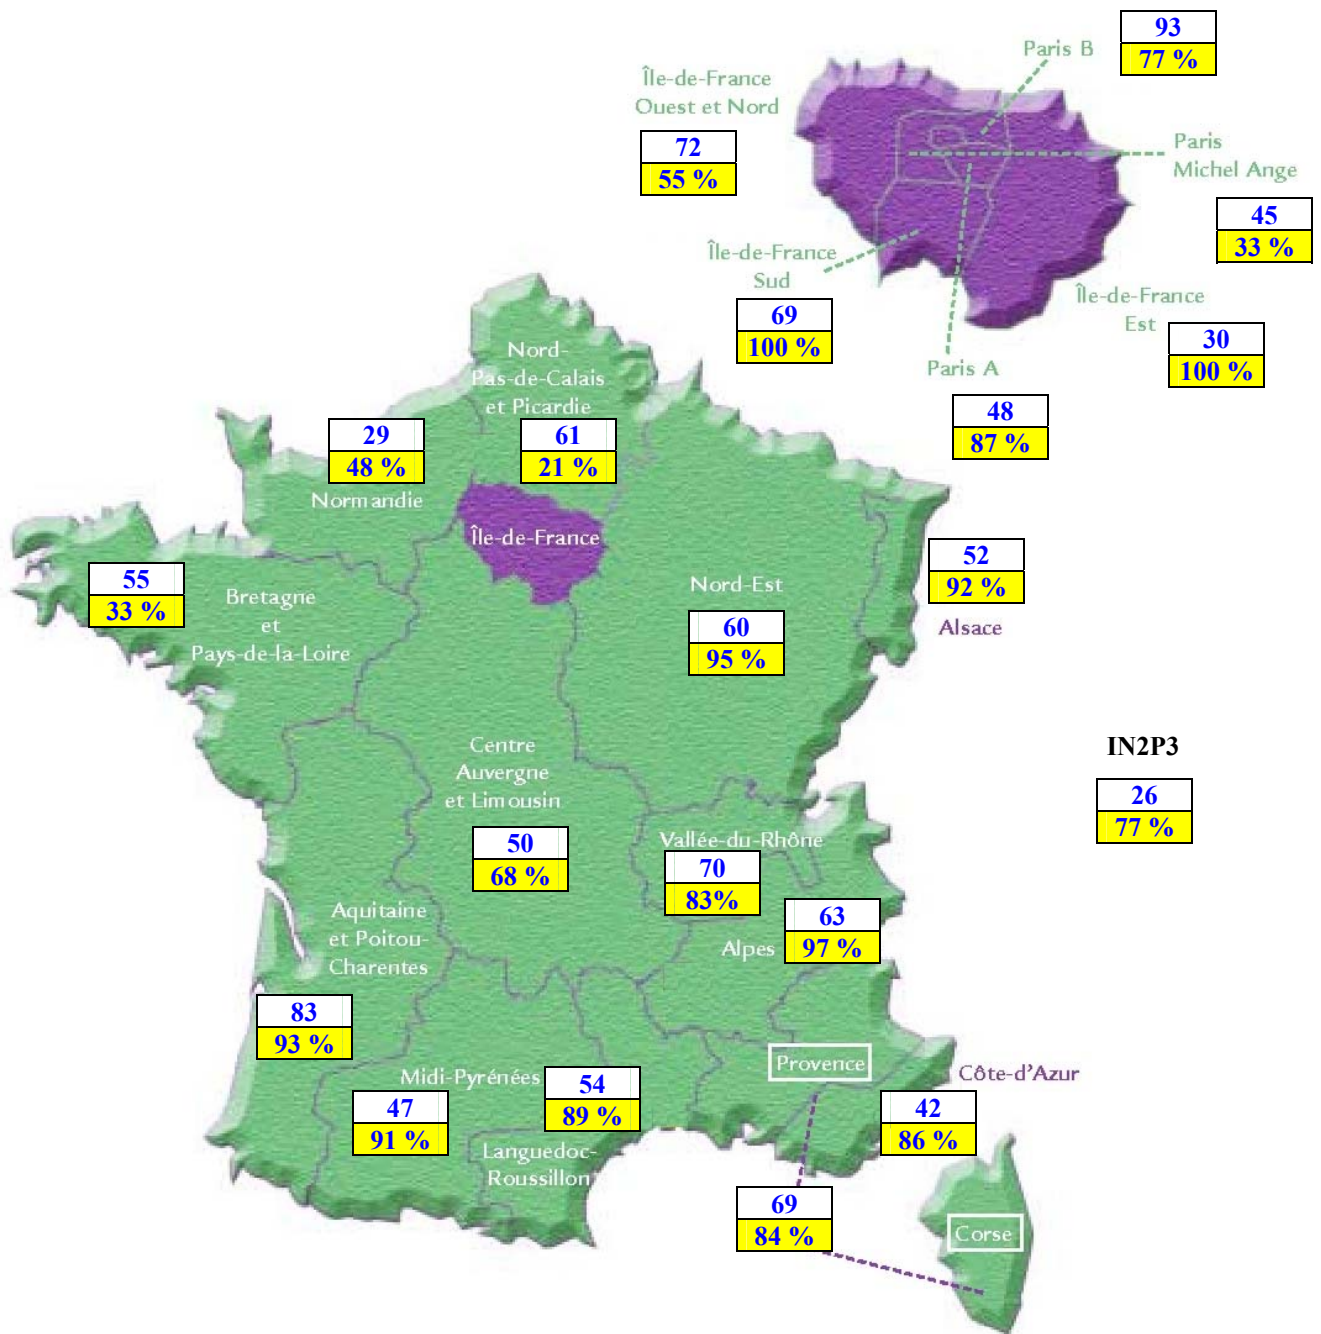 93
77 %
Paris B
Île-de-France
Ouest et Nord
72
55 %
Paris
Michel Ange
45
33 %
Île-de-France
Sud
69
100 %
Île-de-France
Est
30
100 %
Paris A
48
87 %
Nord-
Pas-de-Calais
et Picardie
61
21 %
29
48 %
Normandie
Île-de-France
55
33 %
Bretagne
et
Pays-de-la-Loire
Nord-Est
60
95 %
52
92 %
Alsace
IN2P3
26
77 %
Centre
Auvergne
et Limousin
50
68 %
Vallée-du-Rhône
70
83%
Alpes
63
97 %
Aquitaine
et Poitou-
Charentes
83
93 %
Midi-Pyrénées
47
91 %
54
89 %
Languedoc-
Roussillon
Provence
Côte-d'Azur
42
86 %
69
84 %
Corse